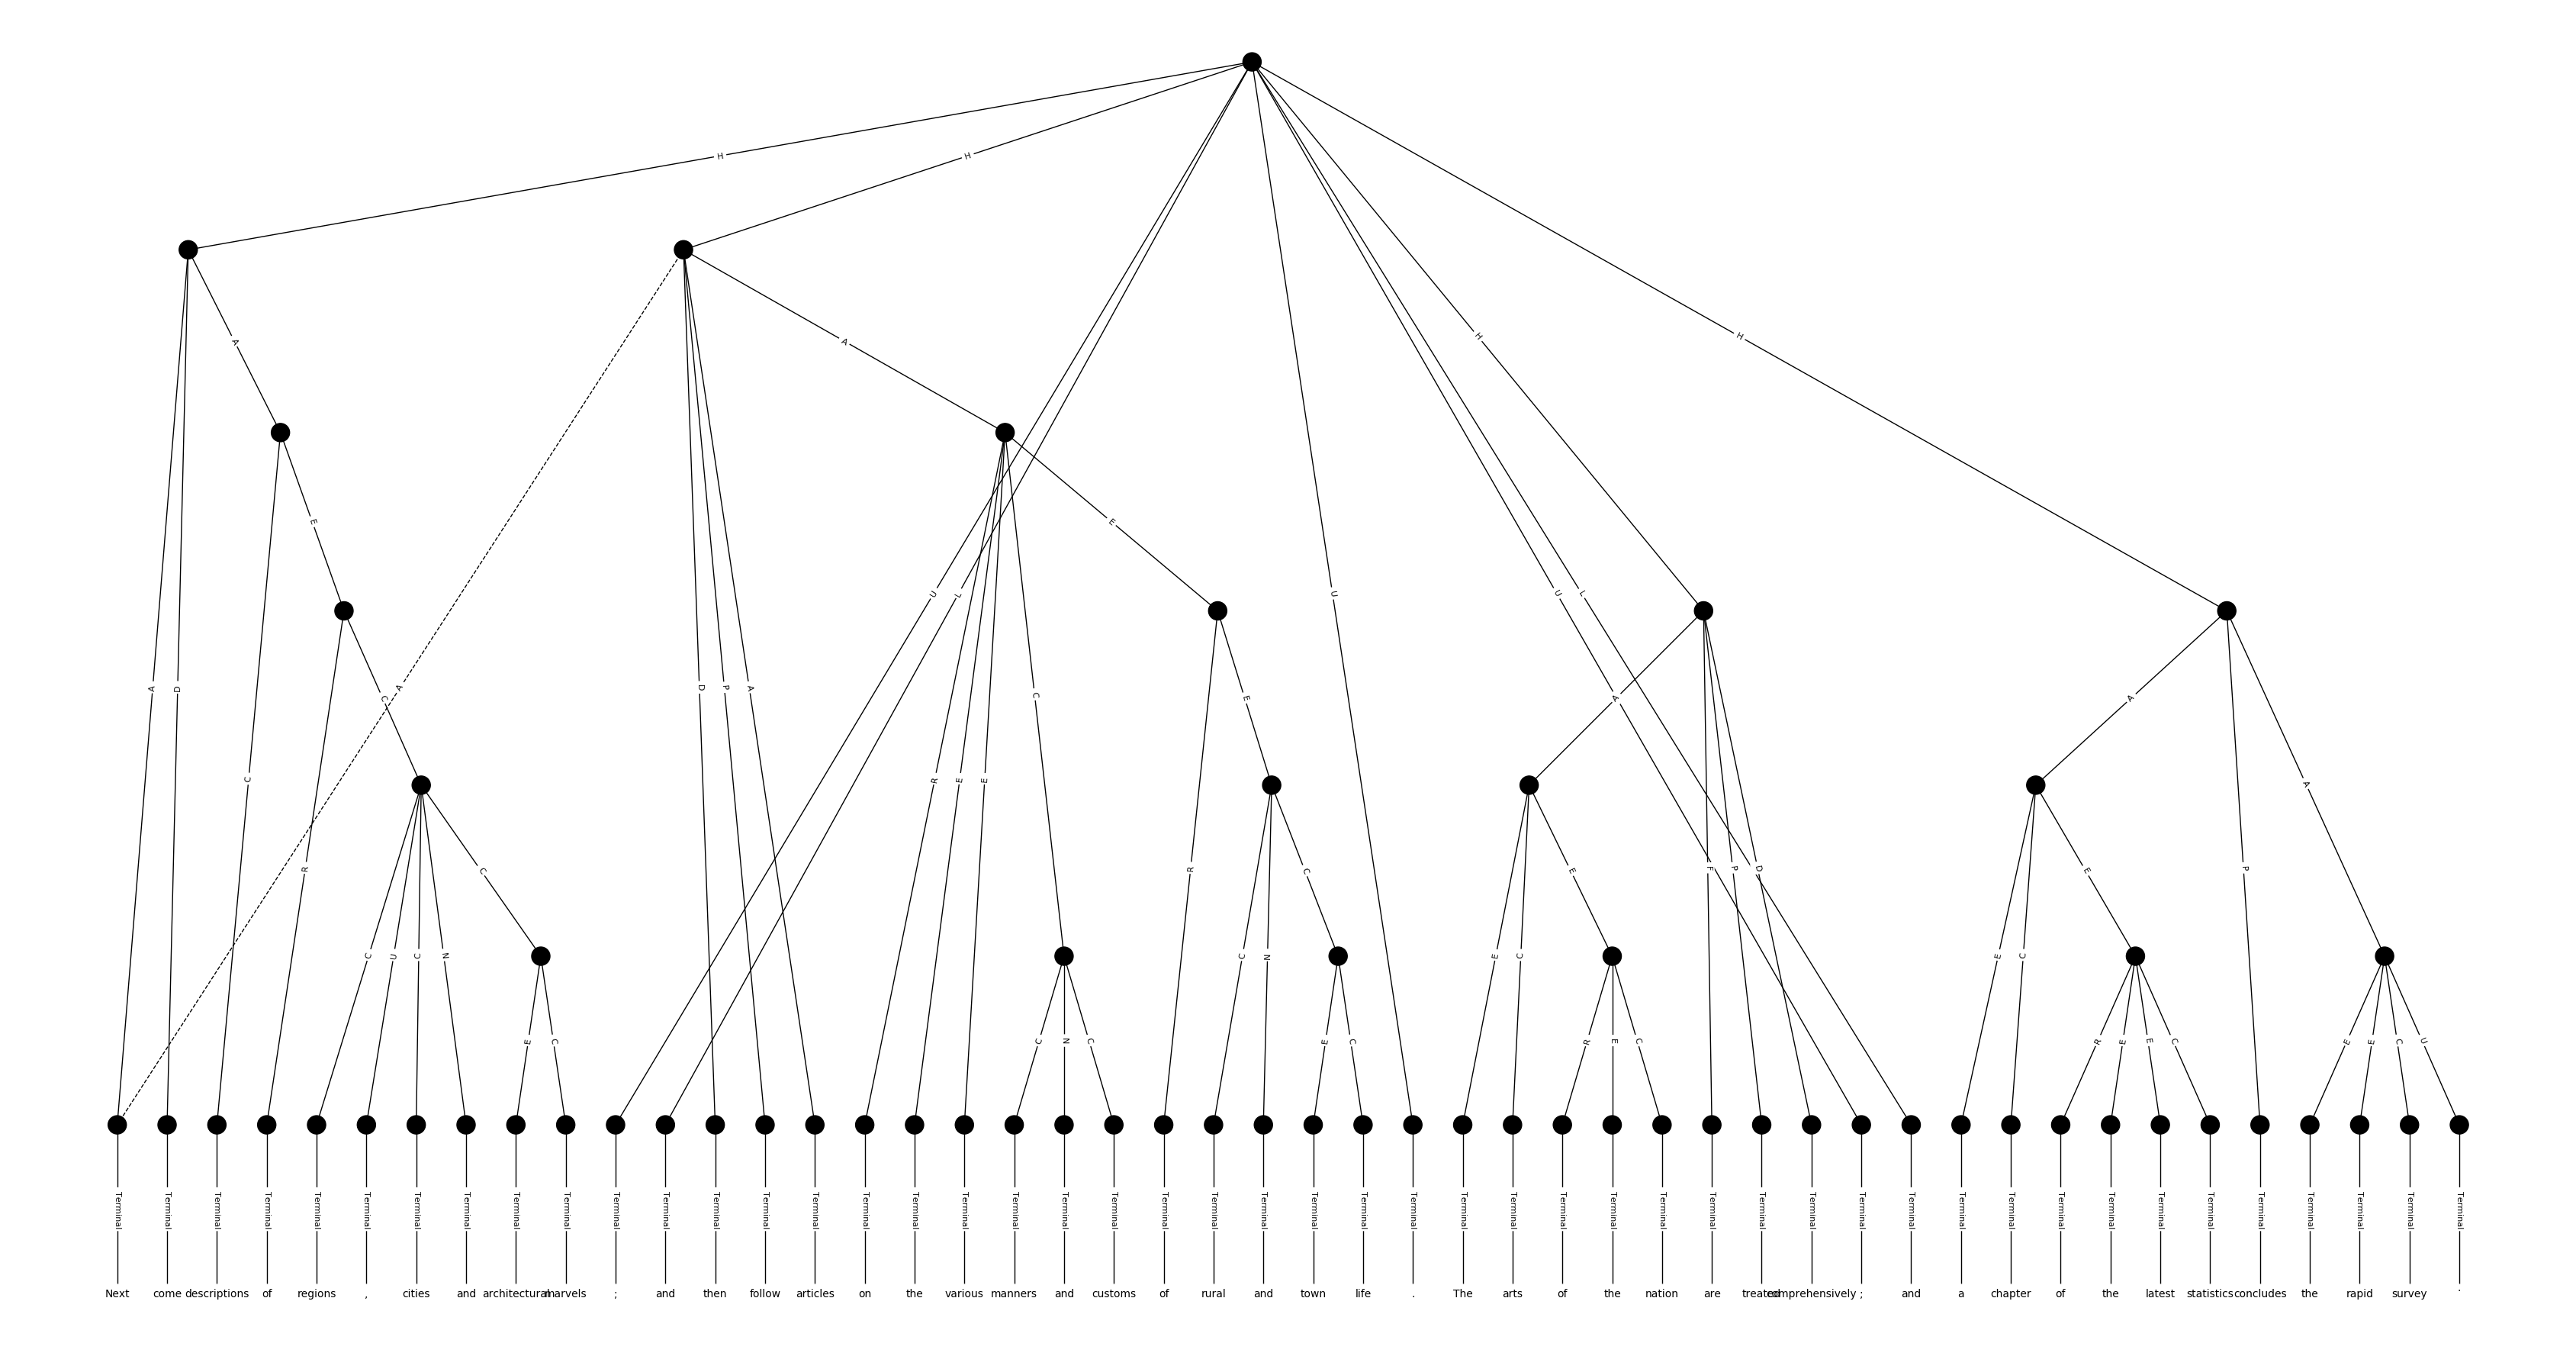 H H H H
A A E
A D A U L D P A U H U L H
E E C C A A A
C R E E E R C E C E A
R C E F P D E P
C U C N C N E C E C
E C C N C E C R E C R E E C E E C U
Terminal Terminal Terminal Terminal Terminal Terminal Terminal Terminal Terminal Terminal Terminal Terminal Terminal Terminal Terminal Terminal Terminal Terminal Terminal Terminal Terminal Terminal Terminal Terminal Terminal Terminal Terminal Terminal Terminal Terminal Terminal Terminal Terminal Terminal Terminal Terminal Terminal Terminal Terminal Terminal Terminal Terminal Terminal Terminal Terminal Terminal Terminal Terminal
Next come descriptions of regions , cities and architectural marvels ; and then follow articles on the various manners and customs of rural and town life . The arts of the nation are treated comprehensively ; and a chapter of the latest statistics concludes the rapid survey .